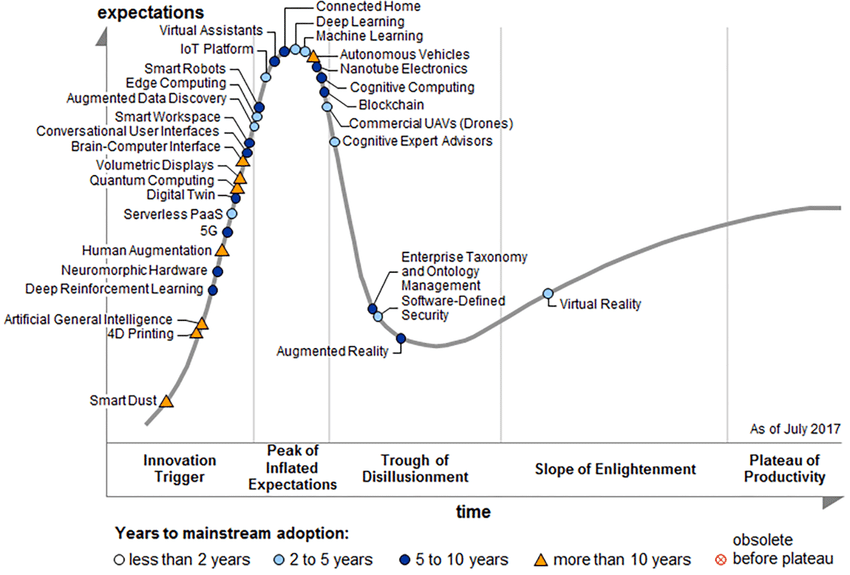 expectations
Connected Home
Deep Learning
Virtual Assistants
Machine Learning
IoT Platform
Autonomous Vehicles
Smart Robots
Nanotube Electronics
Edge Computing
Cognitive Computing
Augmented Data Discovery
Blockchain
Smart Workspace
Commercial UAVs (Drones)
Conversational User Interfaces
Cognitive Expert Advisors
Brain-Computer Interface
Volumetric Displays
Quantum Computing
Digital Twin
Serverless PaaS
5G
Human Augmentation
Enterprise Taxonomy
and Ontology
Management
Neuromorphic Hardware
Deep Reinforcement Learning
Software-Defined
Security
Virtual Reality
Artificial General Intelligence
4D Printing
Augmented Reality
Smart Dust
As of July 2017
Innovation
Trigger
Peak of
Inflated
Expectations
Trough of
Disillusionment
Slope of Enlightenment
Plateau of
Productivity
time
Years to mainstream adoption:
less than 2 years
2 to 5 years
5 to 10 years
more than 10 years
obsolete
before plateau